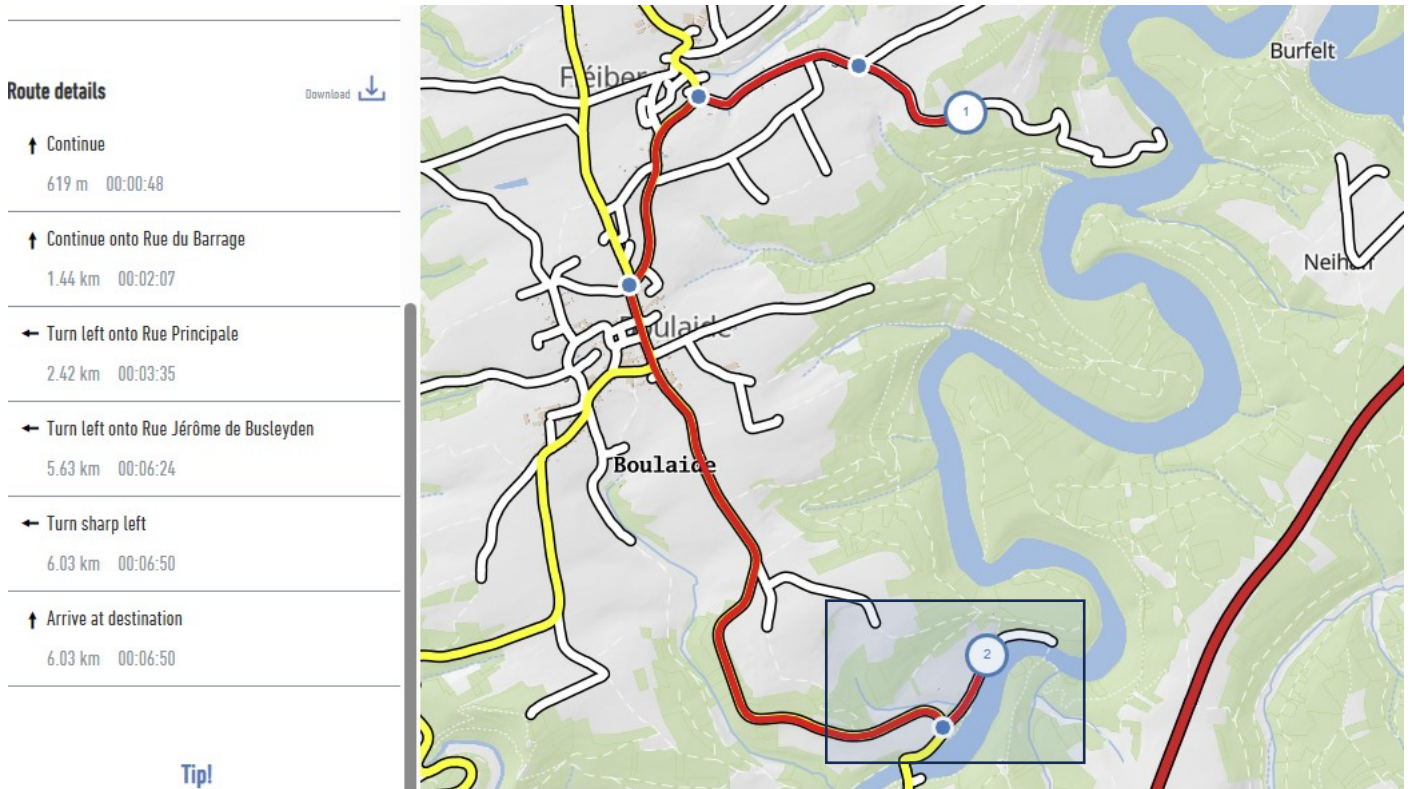 Route details
Download
Continue
619 m 00:00:48
Continue onto Rue du Barrage
1.44 km 00:02:07
Turn left onto Rue Principale
2.42 km 00:03:35
Turn left onto Rue Jérôme de Busleyden
5.63 km 00:06:24
Turn sharp left
6.03 km 00:06:50
Arrive at destination
6.03 km 00:06:50
Tip!
Burfelt
1
Boulaide
Boulaide
2